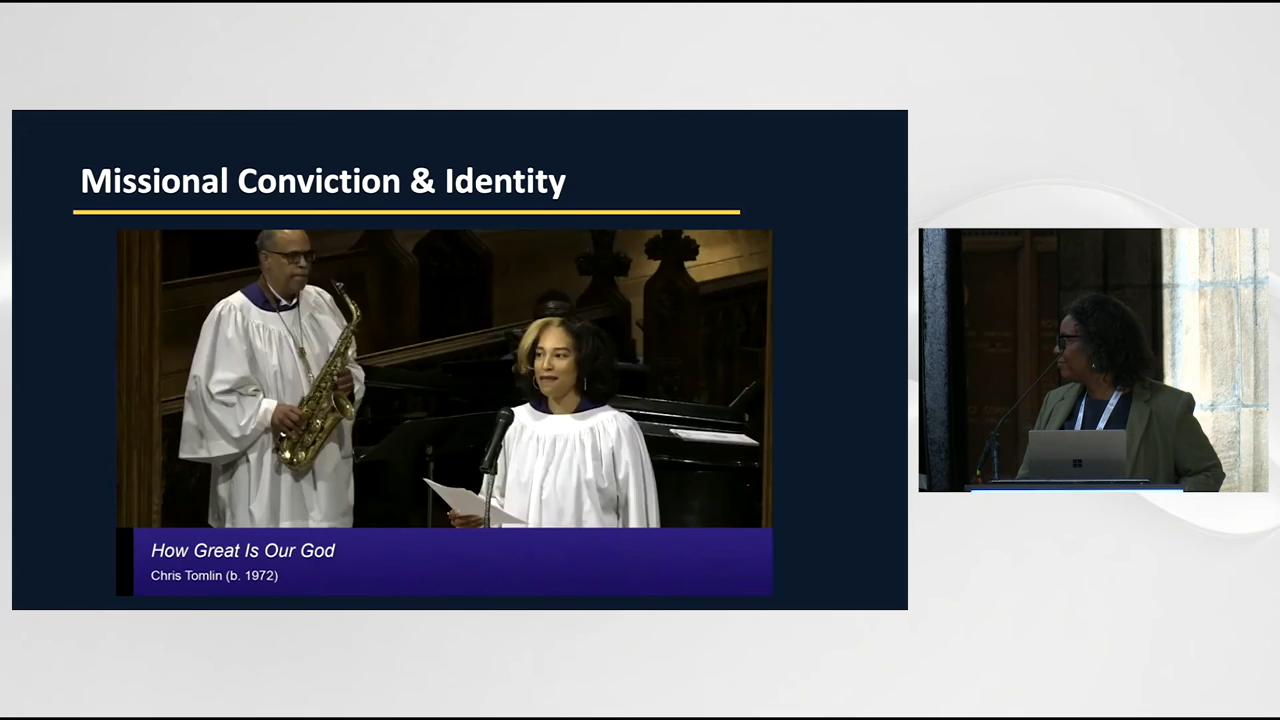 Missional Conviction & Identity
How Great Is Our God
Chris Tomlin (b. 1972)